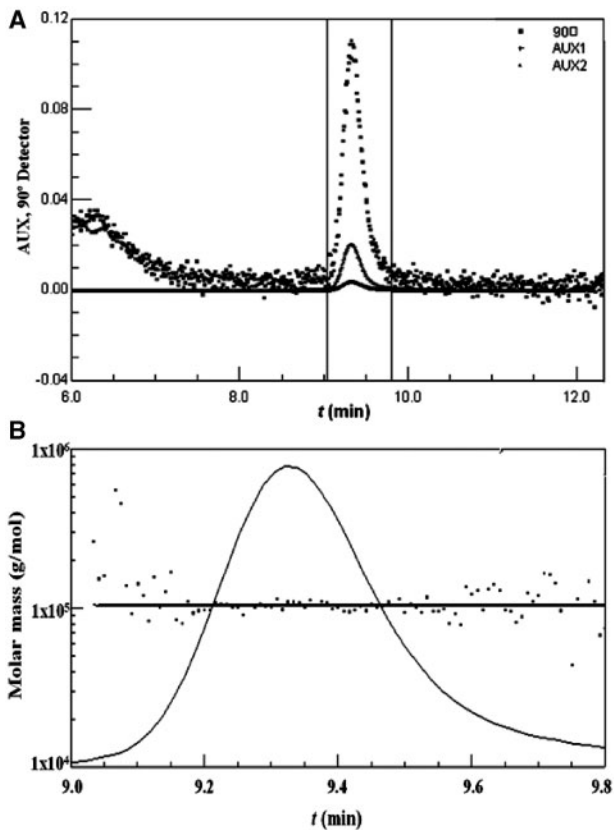 A
0.12
90□
AUX1
AUX2
0.08
AUX, 90° Detector
0.04
0.00
-0.04
6.0 8.0 10.0 12.0
t (min)
B
1x10⁶
Molar mass (g/mol)
1x10⁵
1x10⁴
9.0 9.2 9.4 9.6 9.8
t (min)